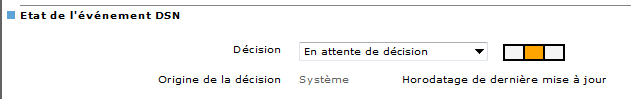 Etat de l'événement DSN
Décision En attente de décision
Origine de la décision Système Horodatage de dernière mise à jour